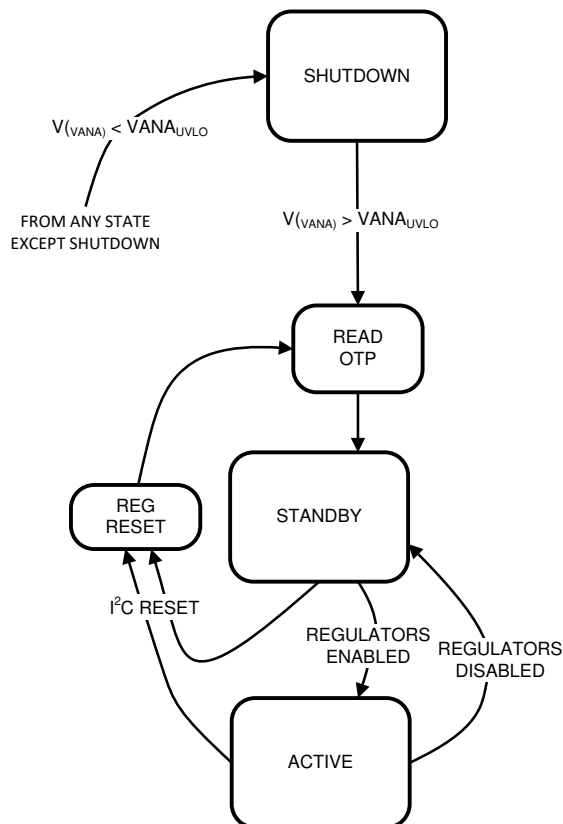 SHUTDOWN
V(VANA) < VANAUVLO
FROM ANY STATE
EXCEPT SHUTDOWN
V(VANA) > VANAUVLO
READ
OTP
STANDBY
REG
RESET
I²C RESET
REGULATORS
ENABLED
REGULATORS
DISABLED
ACTIVE